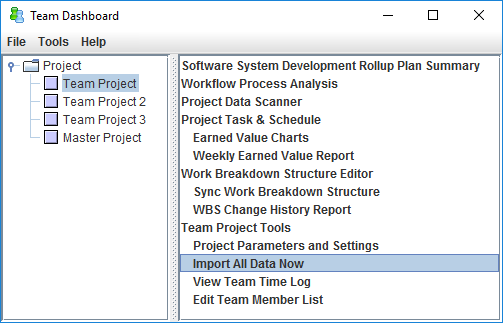 Team Dashboard
File Tools Help
Project
Team Project
Team Project 2
Team Project 3
Master Project
Software System Development Rollup Plan Summary
Workflow Process Analysis
Project Data Scanner
Project Task & Schedule
Earned Value Charts
Weekly Earned Value Report
Work Breakdown Structure Editor
Sync Work Breakdown Structure
WBS Change History Report
Team Project Tools
Project Parameters and Settings
Import All Data Now
View Team Time Log
Edit Team Member List